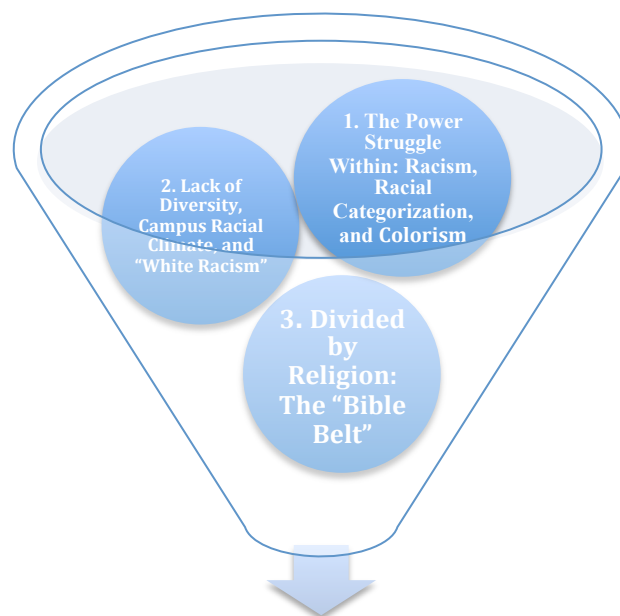 1. The Power
Struggle
Within: Racism,
Racial
Categorization,
and Colorism
2. Lack of
Diversity,
Campus Racial
Climate, and
“White Racism”
3. Divided
by
Religion:
The “Bible
Belt”